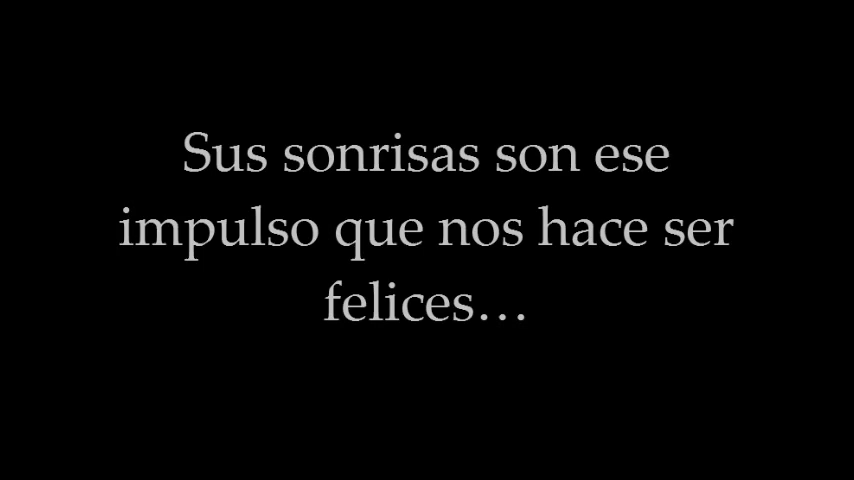 Sus sonrisas son ese
impulso que nos hace ser
felices…